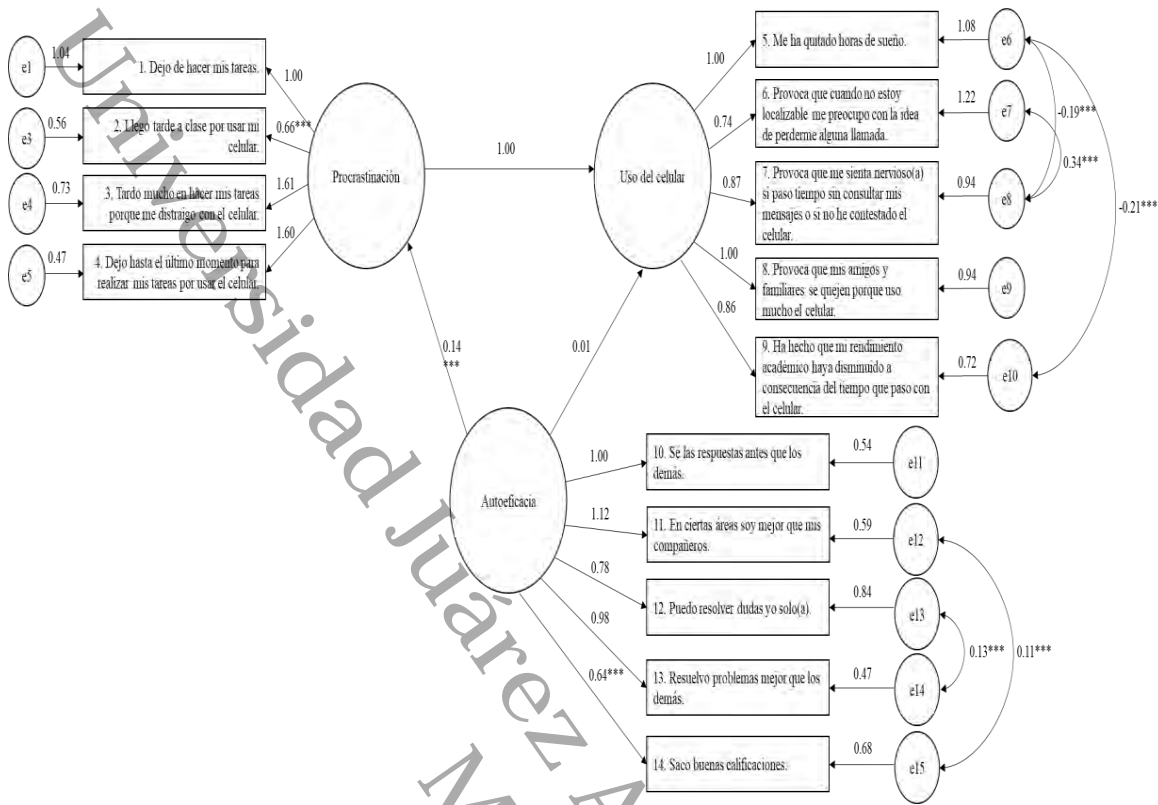 e1
1.04
1. Dejo de hacer mis tareas.
1.00
e3
0.56
2. Llego tarde a clase por usar mi
celular.
0.66***
e4
0.73
3. Tardo mucho en hacer mis tareas
porque me distraigo con el celular.
1.61
e5
0.47
4. Dejo hasta el último momento para
realizar mis tareas por usar el celular.
1.60
Procrastinación
1.00
Uso del celular
1.00
5. Me ha quitado horas de sueño.
1.08
e6
0.74
6. Provoca que cuando no estoy
localizable me preocupo con la idea
de perderme alguna llamada.
1.22
e7
-0.19***
0.87
7. Provoca que me sienta nervioso(a)
si paso tiempo sin consultar mis
mensajes o si no he contestado el
celular.
0.94
e8
0.34***
-0.21***
1.00
8. Provoca que mis amigos y
familiares se quejen porque uso
mucho el celular.
0.94
e9
0.86
9. Ha hecho que mi rendimiento
académico haya disminuido a
consecuencia del tiempo que paso con
el celular.
0.72
e10
0.14
***
0.01
Autoeficacia
1.00
10. Se las respuestas antes que los
demás.
0.54
e11
1.12
11. En ciertas áreas soy mejor que mis
compañeros.
0.59
e12
0.78
12. Puedo resolver dudas yo solo(a).
0.84
e13
0.98
13. Resuelvo problemas mejor que los
demás.
0.47
e14
0.13***
0.11***
0.64***
14. Saco buenas calificaciones.
0.68
e15
Universidad Juárez A
M